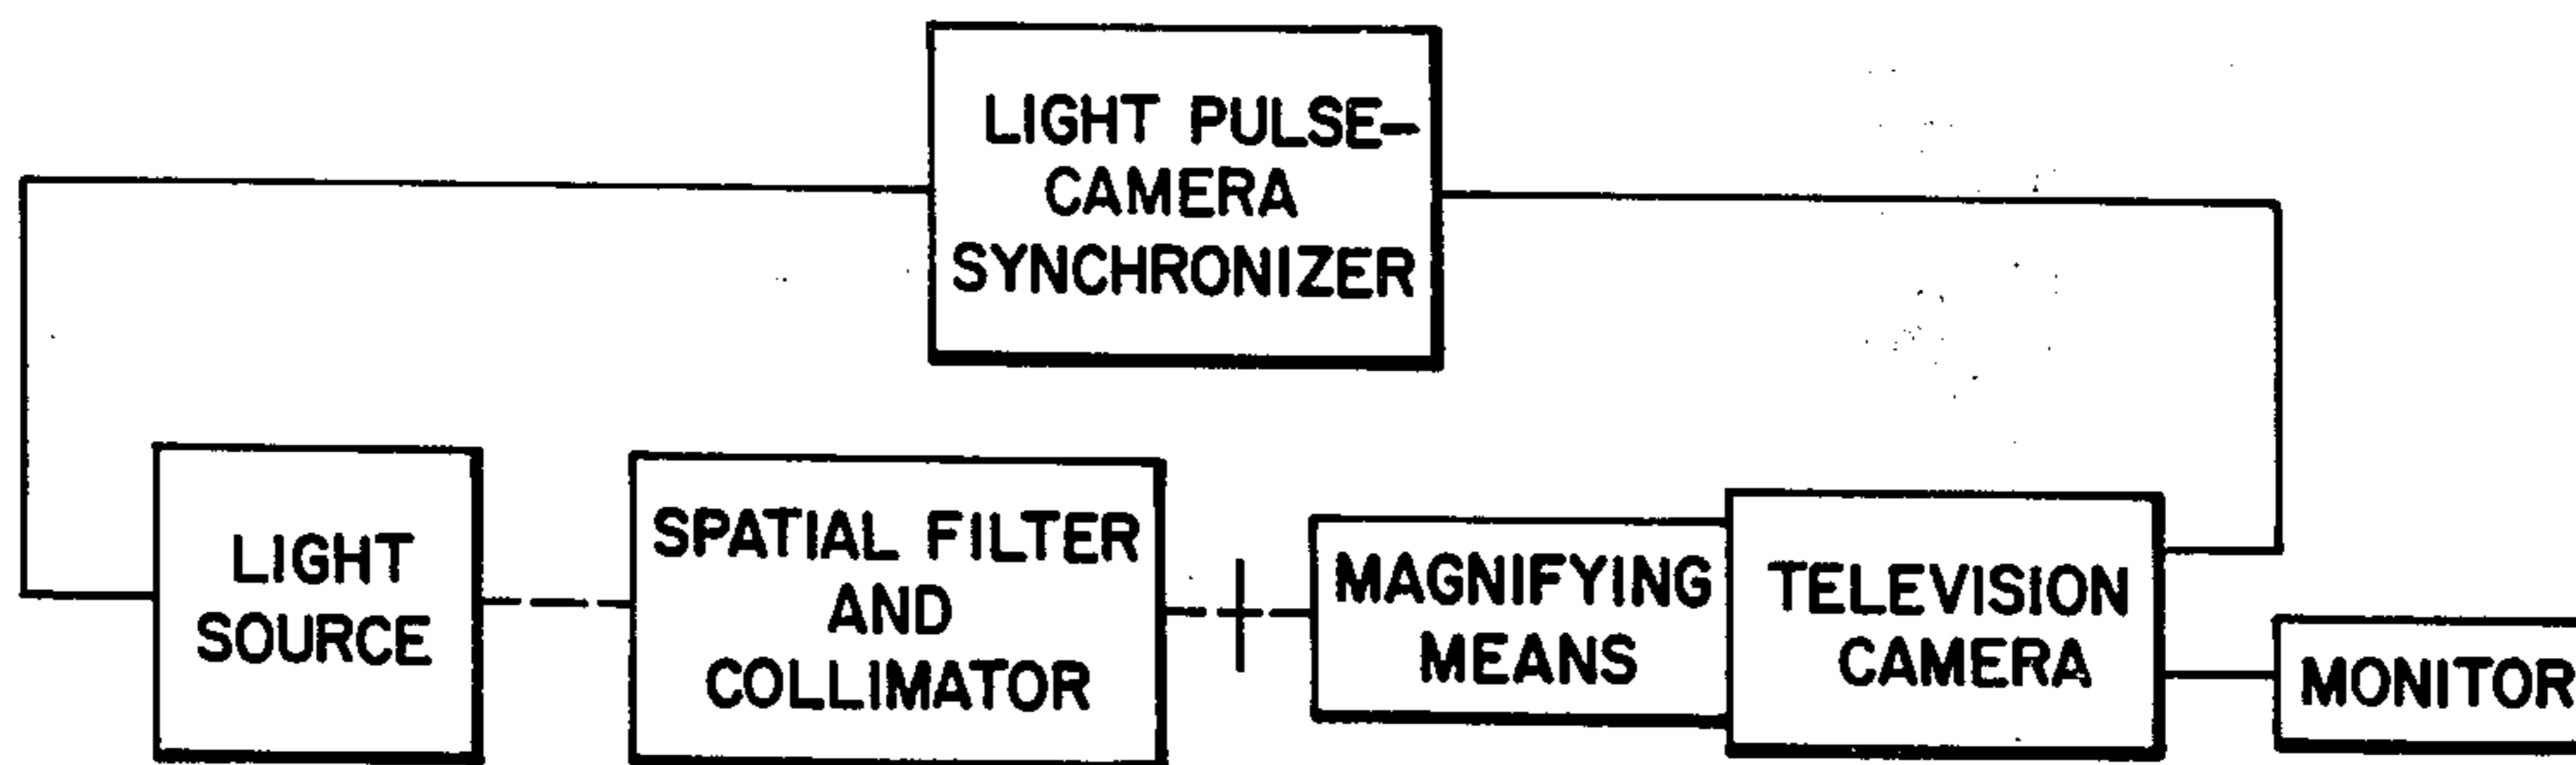 LIGHT PULSE-
CAMERA
SYNCHRONIZER
LIGHT
SOURCE
SPATIAL FILTER
AND
COLLIMATOR
MAGNIFYING
MEANS
TELEVISION
CAMERA
MONITOR